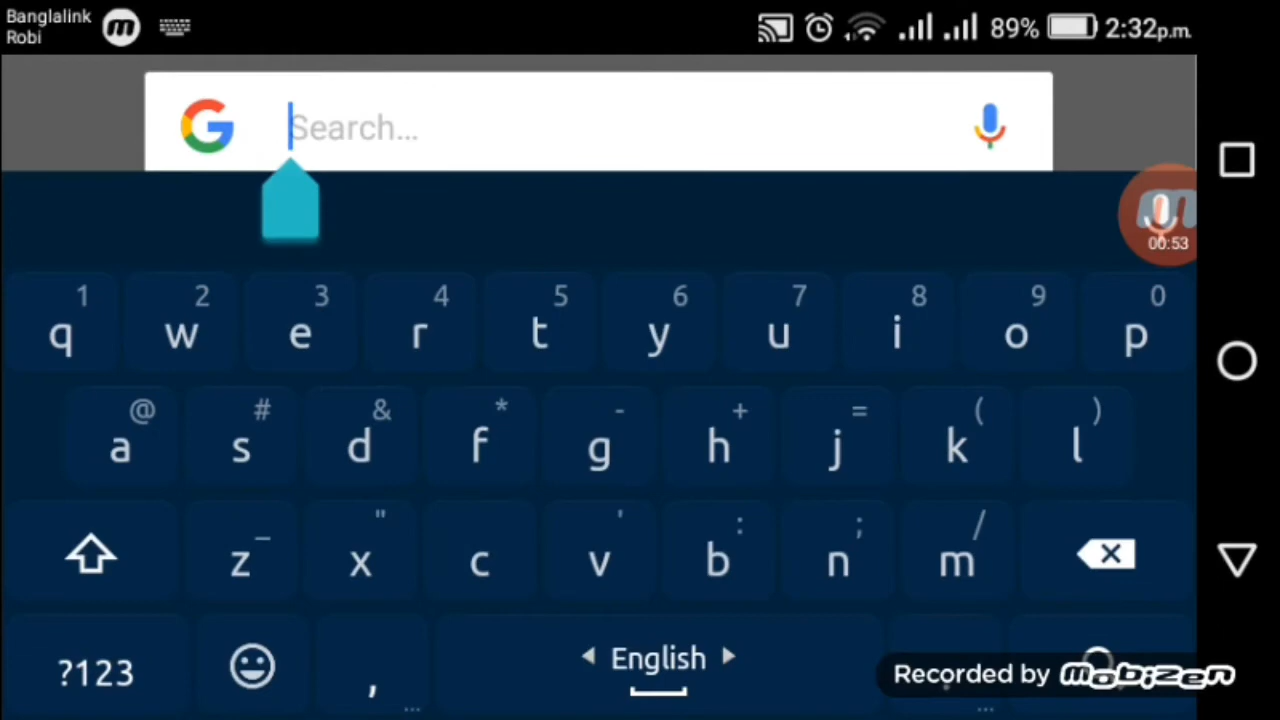 Banglalink
Robi
89% 2:32p.m.
G Search...
00:53
1 2 3 4 5 6 7 8 9 0
q w e r t y u i o p
@ # & * - + = ( )
a s d f g h j k l
_ " ' : ; /
z x c v b n m
?123 , English
... ...
Recorded by mobizen